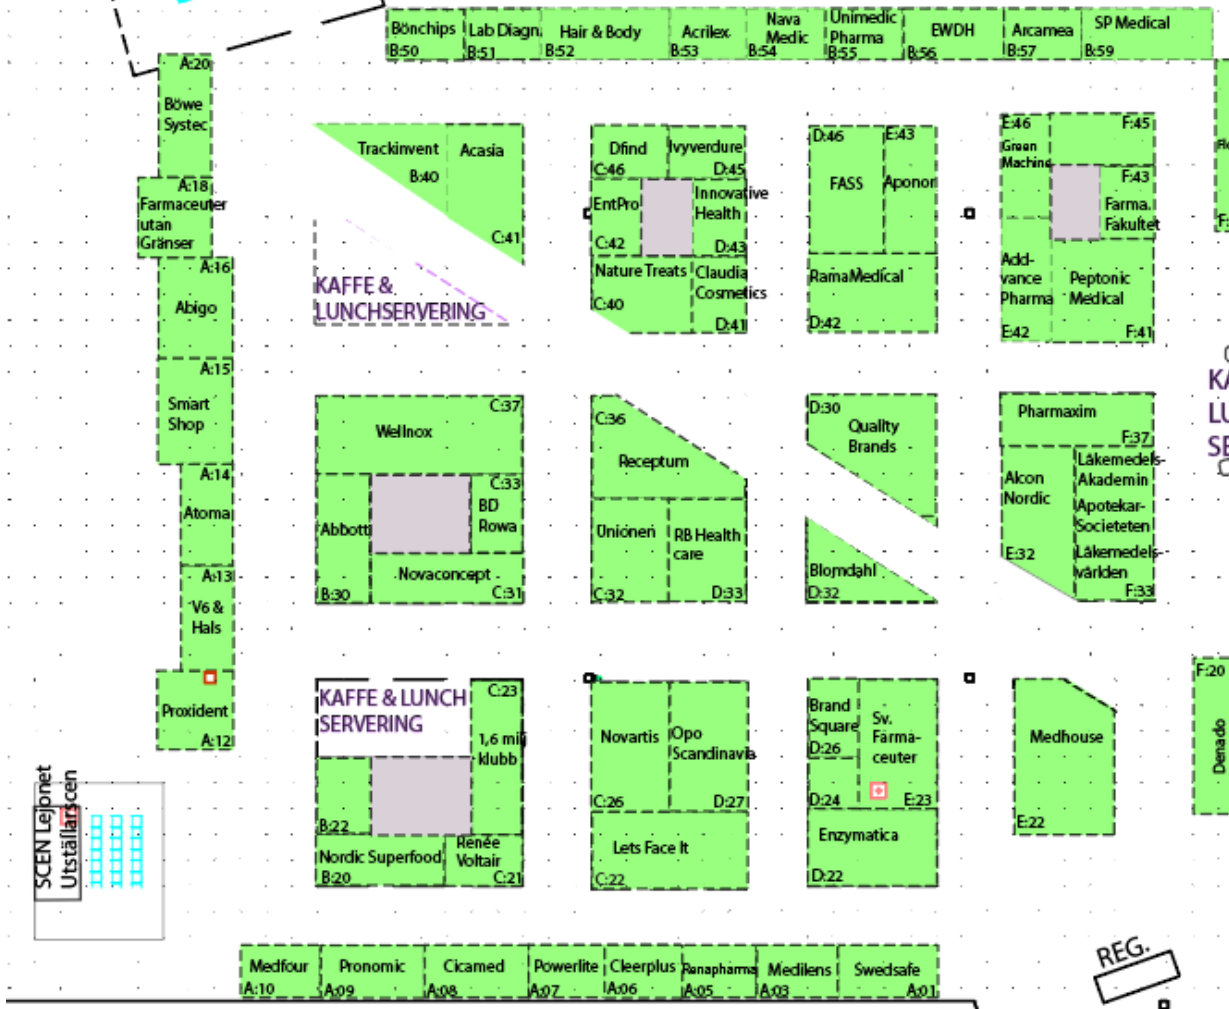 Bönchips
B:50
Lab Diagn.
B:51
Hair & Body
B:52
Acrilex
B:53
Nava
Medic
B:54
Unimedic
Pharma
B:55
EWDH
B:56
Arcamea
B:57
SP Medical
B:59
A:20
Böwe
Systec
A:18
Farmaceuter
utan
Gränser
A:16
Abigo
A:15
Smart
Shop
A:14
Atoma
A:13
V6 &
Hals
Proxident
A:12
Trackinvent
B:40
Acasia
C:41
KAFFE &
LUNCHSERVERING
Dfind
C:46
Ivyverdure
D:45
EntPro
C:42
Innovative
Health
D:43
Nature Treats
C:40
Claudia
Cosmetics
D:41
D:46
FASS
E:43
Aponor
RamaMedical
D:42
E:46
Green
Machine
F:45
F:43
Farma.
Fakultet
Add-
vance
Pharma
E:42
Peptonic
Medical
F:41
C:37
Wellnox
Abbott
B:30
C:33
BD
Rowa
Novaconcept
C:31
C:36
Receptum
Unionen
C:32
RB Health
care
D:33
D:30
Quality
Brands
Blomdahl
D:32
Pharmaxim
F:37
Alcon
Nordic
E:32
Läkemedels-
Akademin
Apotekar-
Societeten
Läkemedels-
världen
F:33
KAFFE & LUNCH
SERVERING
C:23
1,6 milj
klubb
B:22
Nordic Superfood
B:20
Renée
Voltair
C:21
Novartis
C:26
Opo
Scandinavia
D:27
Lets Face It
C:22
Brand
Square
D:26
D:24
Sv.
Farma-
ceuter
E:23
Enzymatica
D:22
Medhouse
E:22
F:20
Denado
SCEN Lejonet
Utställarscen
Medfour
A:10
Pronomic
A:09
Cicamed
A:08
Powerlite
A:07
Cleerplus
A:06
Renapharma
A:05
Medilens
A:03
Swedsafe
A:01
REG.